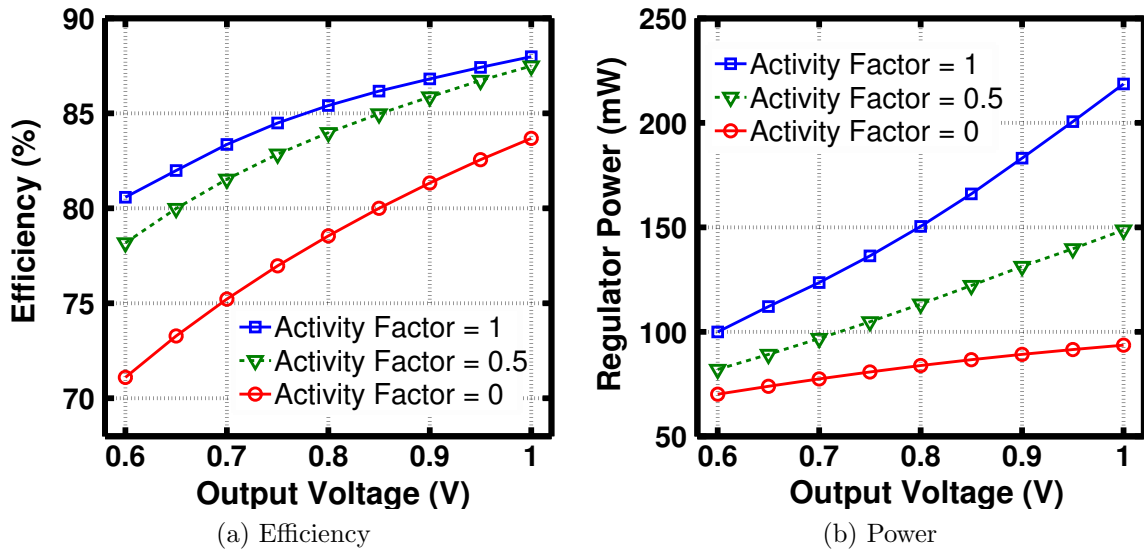 90
85
80
75
70
Efficiency (%)
Activity Factor = 1
Activity Factor = 0.5
Activity Factor = 0
0.6 0.7 0.8 0.9 1
Output Voltage (V)
(a) Efficiency
250
200
150
100
50
Regulator Power (mW)
Activity Factor = 1
Activity Factor = 0.5
Activity Factor = 0
0.6 0.7 0.8 0.9 1
Output Voltage (V)
(b) Power